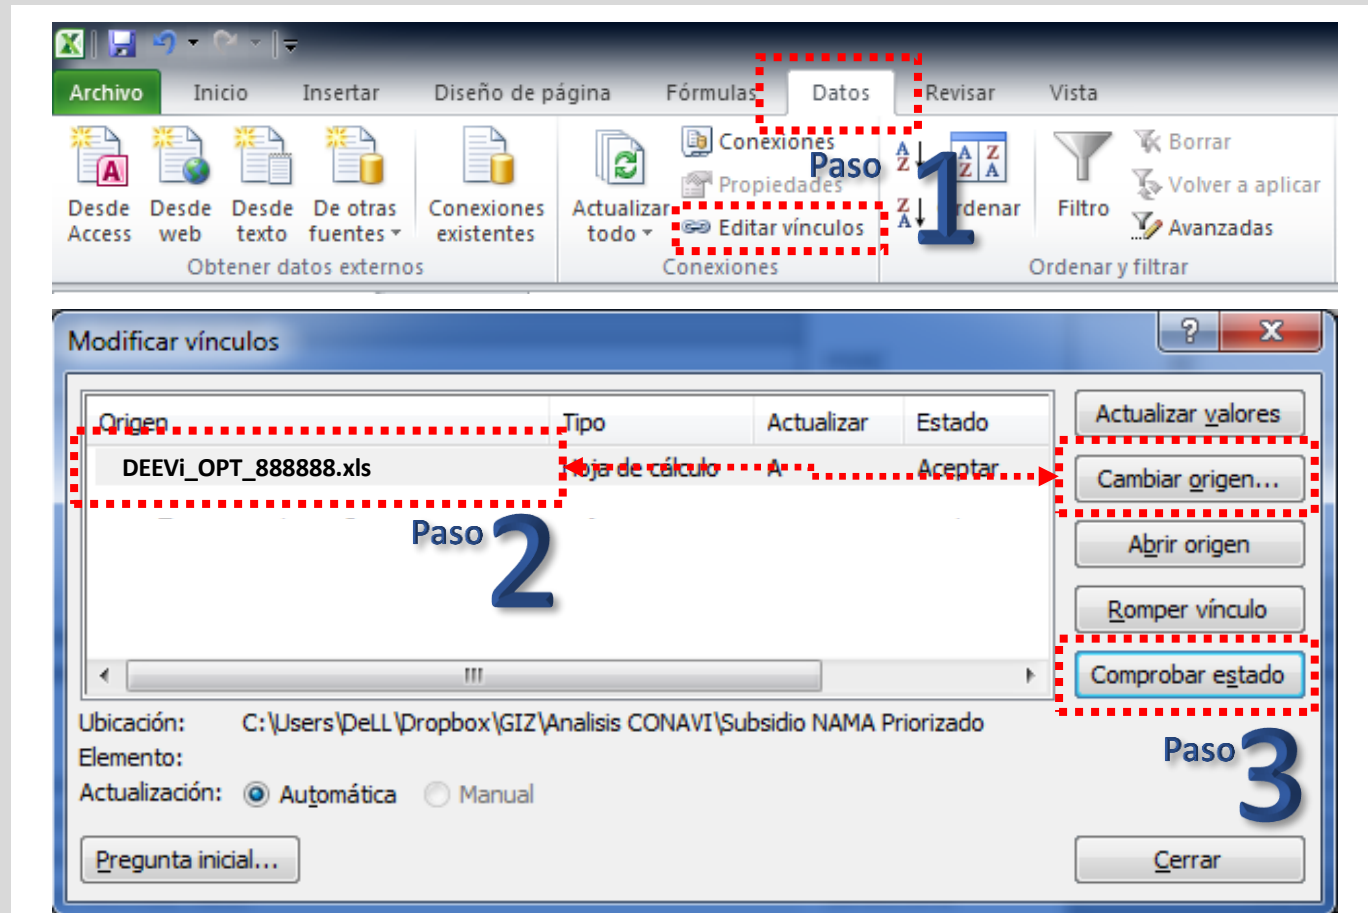 Archivo Inicio Insertar Diseño de página Fórmulas Datos Revisar Vista
Desde Access
Desde web
Desde texto
De otras fuentes
Conexiones existentes
Obtener datos externos
Actualizar todo
Conexiones
Propiedades
Editar vínculos
Conexiones
Paso 1
Ordenar
Filtro
Borrar
Volver a aplicar
Avanzadas
Ordenar y filtrar
Modificar vínculos
Origen Tipo Actualizar Estado
DEEVi_OPT_888888.xls Hoja de cálculo A Aceptar
Paso 2
Actualizar valores
Cambiar origen...
Abrir origen
Romper vínculo
Comprobar estado
Paso 3
Ubicación: C:\Users\DeLL\Dropbox\GIZ\Analisis CONAVI\Subsidio NAMA Priorizado
Elemento:
Actualización: Automática Manual
Pregunta inicial...
Cerrar